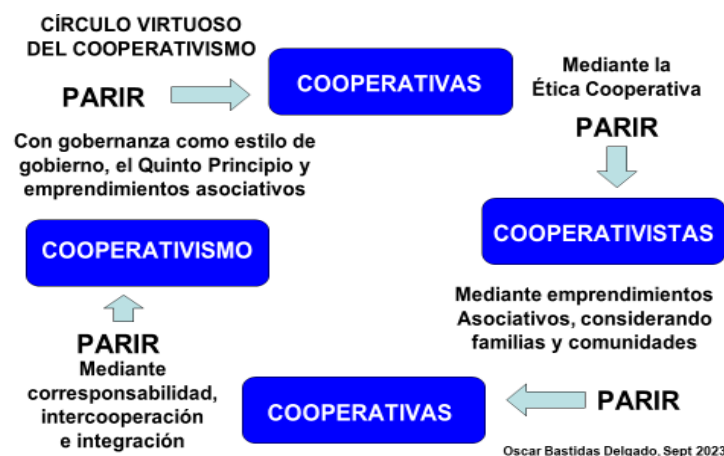 CÍRCULO VIRTUOSO
DEL COOPERATIVISMO
PARIR
COOPERATIVAS
Mediante la
Ética Cooperativa
PARIR
Con gobernanza como estilo de
gobierno, el Quinto Principio y
emprendimientos asociativos
COOPERATIVISTAS
COOPERATIVISMO
Mediante emprendimientos
Asociativos, considerando
familias y comunidades
PARIR
Mediante
corresponsabilidad,
intercooperación
e integración
COOPERATIVAS
PARIR
Oscar Bastidas Delgado, Sept 2023